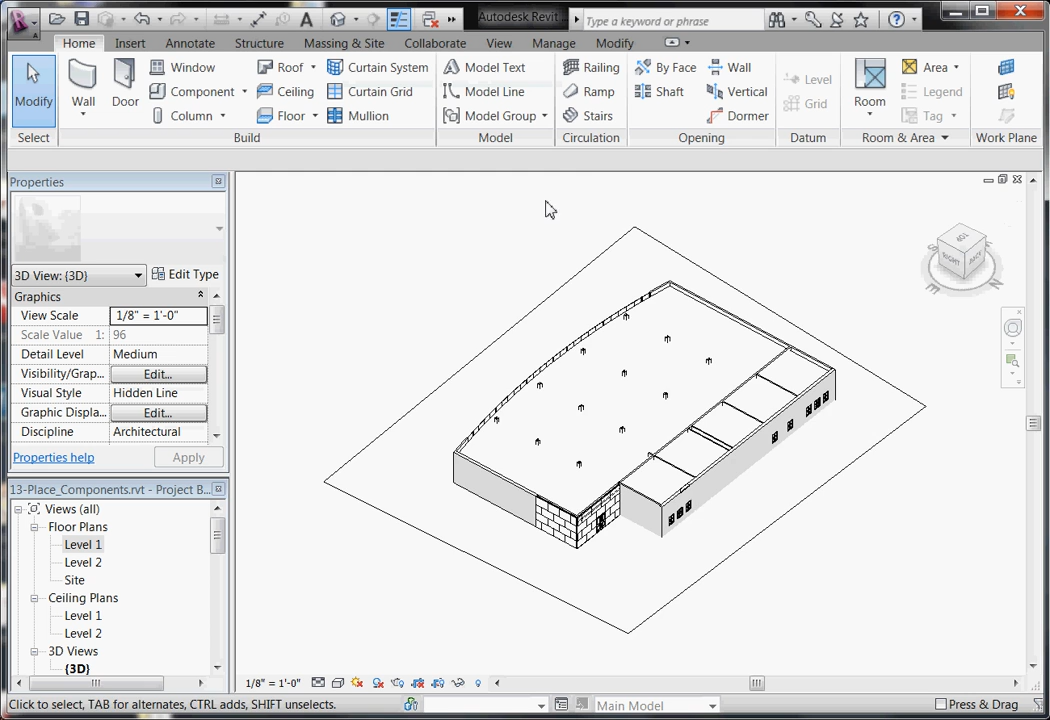 Autodesk Revit ...
Type a keyword or phrase
Home Insert Annotate Structure Massing & Site Collaborate View Manage Modify
Modify
Wall
Door
Window
Component
Column
Roof
Ceiling
Floor
Curtain System
Curtain Grid
Mullion
Model Text
Model Line
Model Group
Railing
Ramp
Stairs
By Face
Shaft
Wall
Vertical
Dormer
Level
Grid
Room
Area
Legend
Tag
Select Build Model Circulation Opening Datum Room & Area Work Plane
Properties
3D View: {3D} Edit Type
Graphics
View Scale 1/8" = 1'-0"
Scale Value 1: 96
Detail Level Medium
Visibility/Grap... Edit...
Visual Style Hidden Line
Graphic Displa... Edit...
Discipline Architectural
Properties help Apply
13-Place_Components.rvt - Project B...
Views (all)
Floor Plans
Level 1
Level 2
Site
Ceiling Plans
Level 1
Level 2
3D Views
{3D}
TOP
RIGHT
1/8" = 1'-0"
Click to select, TAB for alternates, CTRL adds, SHIFT unselects.
Main Model
Press & Drag